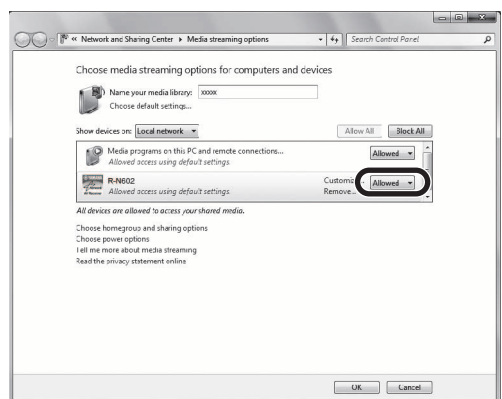 « Network and Sharing Center ▸ Media streaming options
Search Control Panel
Choose media streaming options for computers and devices
Name your media library: xxxxx
Choose default settings...
Show devices on: Local network
Allow All
Block All
Media programs on this PC and remote connections...
Allowed access using default settings.
Allowed
R-N602
Allowed access using default settings.
Customize...
Remove...
Allowed
All devices are allowed to access your shared media.
Choose homegroup and sharing options
Choose power options
Tell me more about media streaming
Read the privacy statement online
OK
Cancel